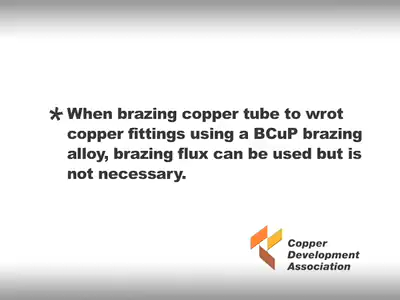 * When brazing copper tube to wrot
copper fittings using a BCuP brazing
alloy, brazing flux can be used but is
not necessary.
Copper
Development
Association